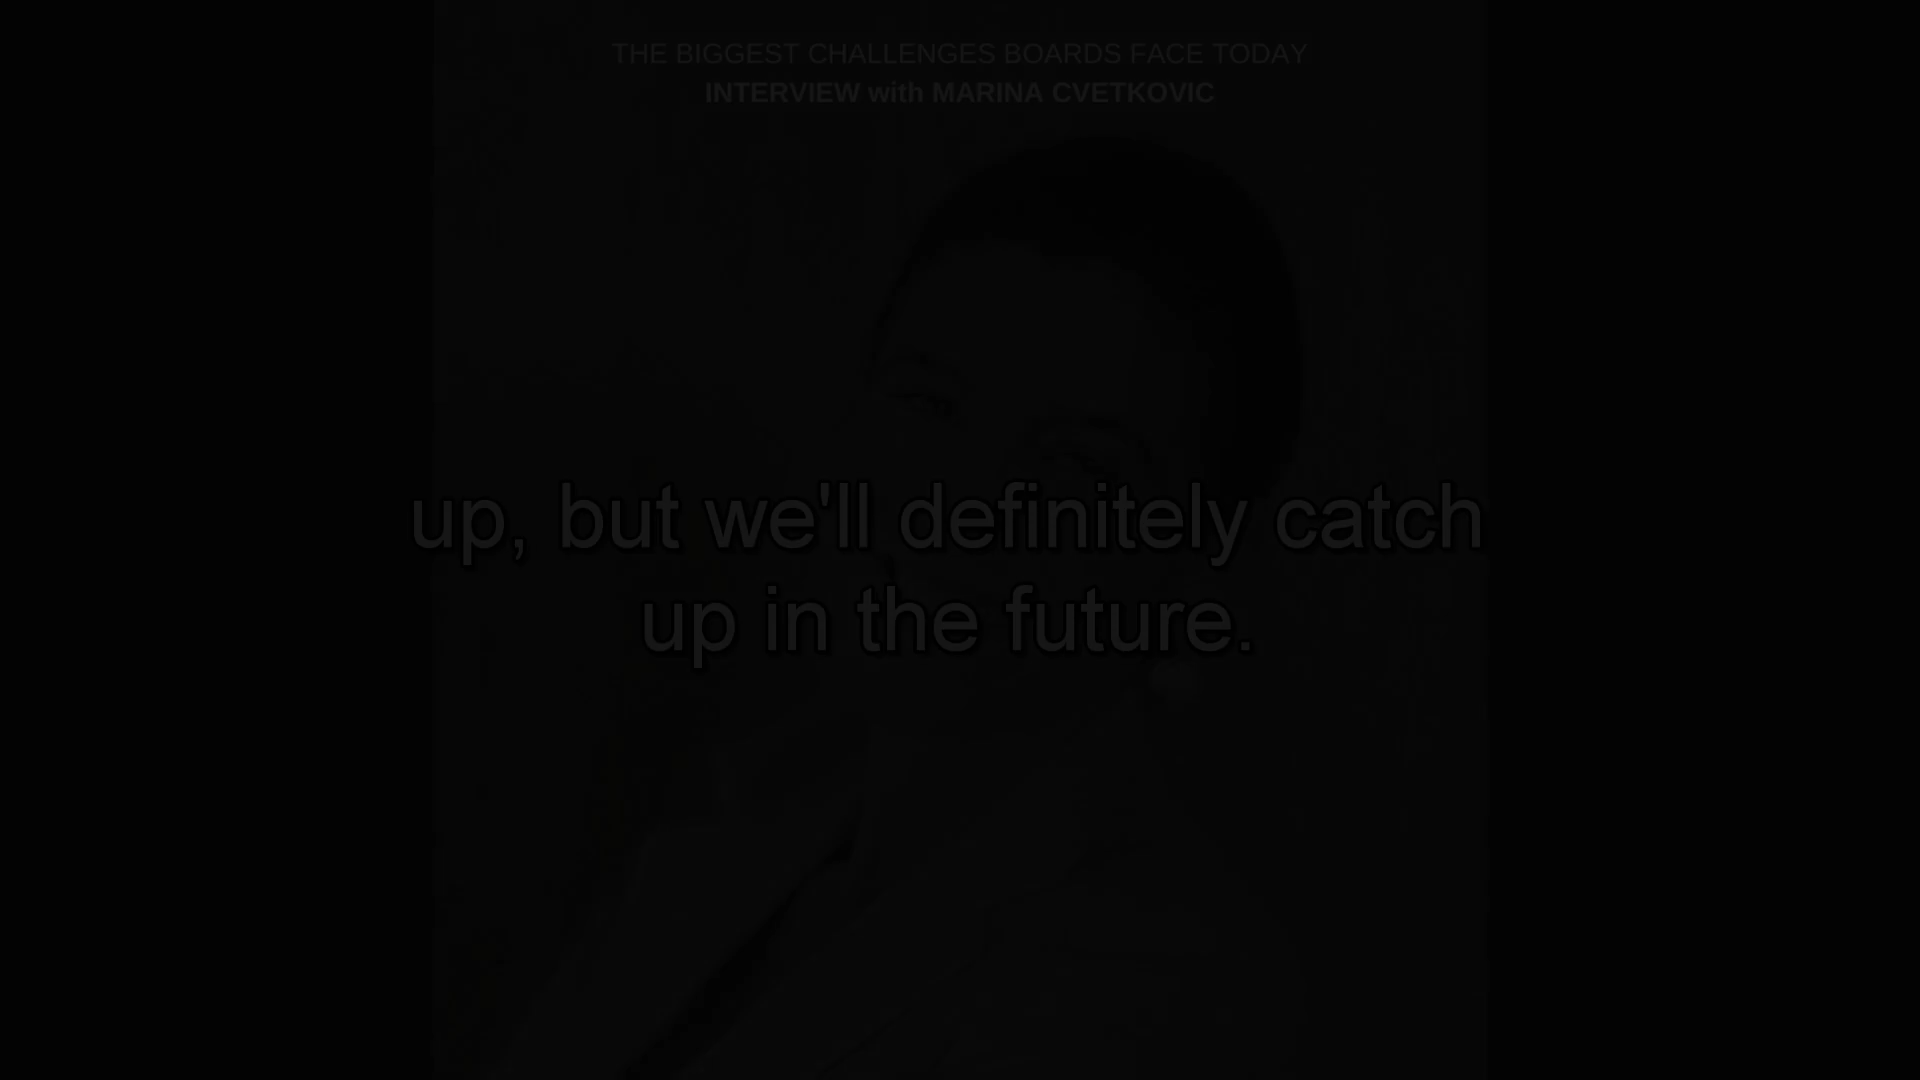 THE BIGGEST CHALLENGES BOARDS FACE TODAY
INTERVIEW with MARINA CVETKOVIC
up, but we'll definitely catch
up in the future.